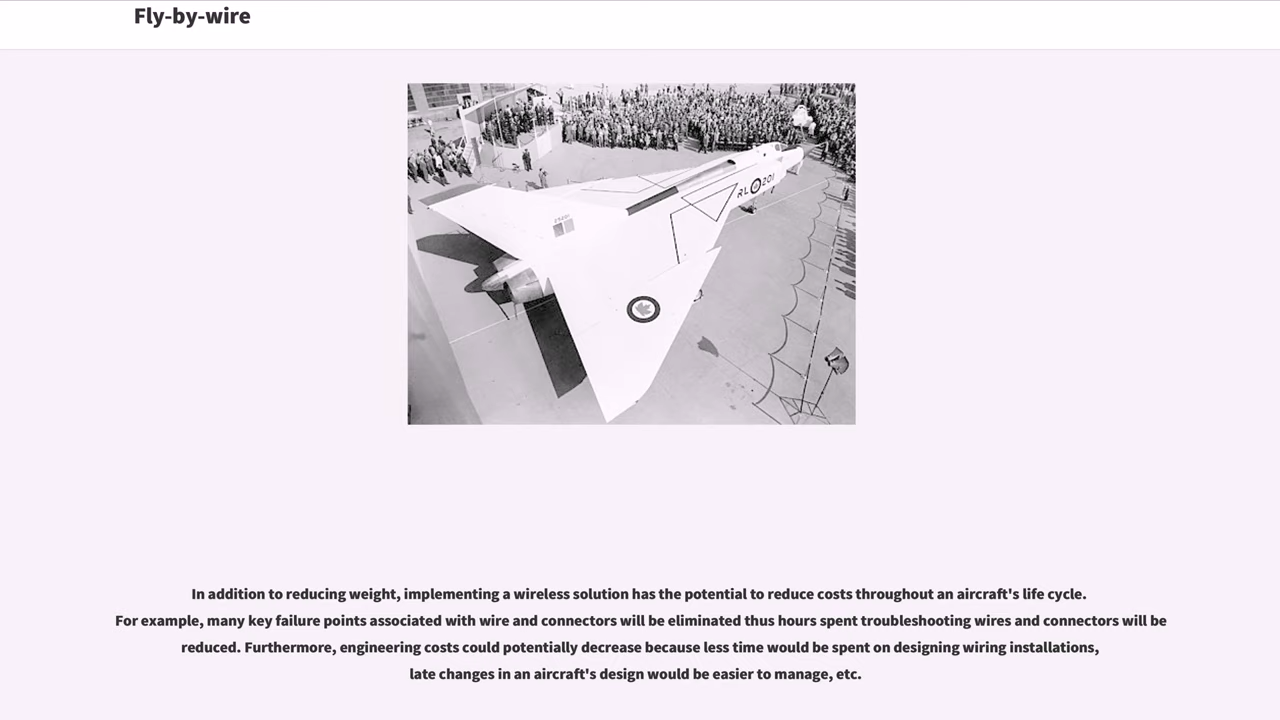 Fly-by-wire
RL 201
In addition to reducing weight, implementing a wireless solution has the potential to reduce costs throughout an aircraft's life cycle.
For example, many key failure points associated with wire and connectors will be eliminated thus hours spent troubleshooting wires and connectors will be
reduced. Furthermore, engineering costs could potentially decrease because less time would be spent on designing wiring installations,
late changes in an aircraft's design would be easier to manage, etc.